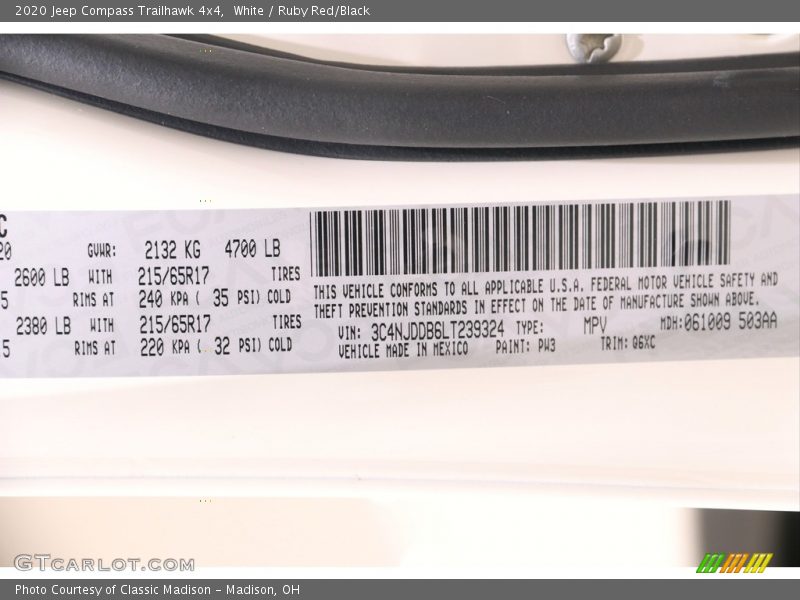 2020 Jeep Compass Trailhawk 4x4, White / Ruby Red/Black
C
20 GVWR: 2132 KG 4700 LB
2600 LB WITH 215/65R17 TIRES
5 RIMS AT 240 KPA ( 35 PSI) COLD
2380 LB WITH 215/65R17 TIRES
5 RIMS AT 220 KPA ( 32 PSI) COLD
THIS VEHICLE CONFORMS TO ALL APPLICABLE U.S.A. FEDERAL MOTOR VEHICLE SAFETY AND
THEFT PREVENTION STANDARDS IN EFFECT ON THE DATE OF MANUFACTURE SHOWN ABOVE.
VIN: 3C4NJDDB6LT239324 TYPE: MPV MDH:061009 503AA
VEHICLE MADE IN MEXICO PAINT: PW3 TRIM: G6XC
GTCARLOT.COM
Photo Courtesy of Classic Madison - Madison, OH